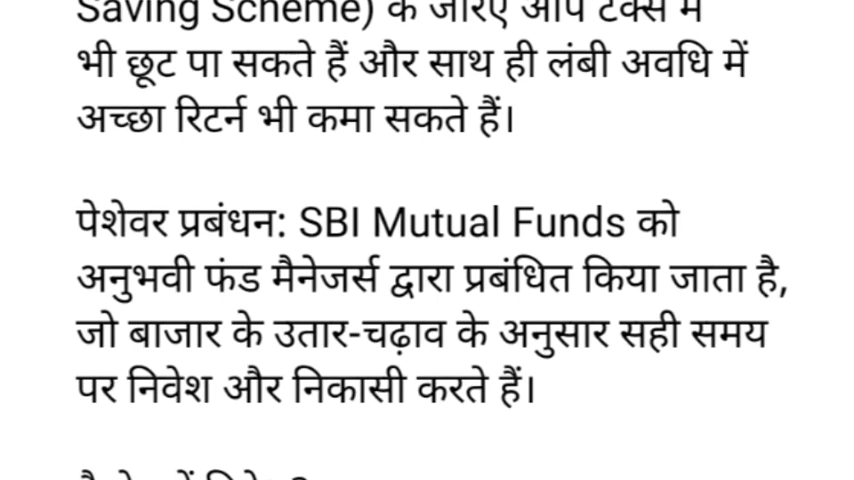 Saving Scheme) के जरिए आप टैक्स में
भी छूट पा सकते हैं और साथ ही लंबी अवधि में
अच्छा रिटर्न भी कमा सकते हैं।
पेशेवर प्रबंधन: SBI Mutual Funds को
अनुभवी फंड मैनेजर्स द्वारा प्रबंधित किया जाता है,
जो बाजार के उतार-चढ़ाव के अनुसार सही समय
पर निवेश और निकासी करते हैं।